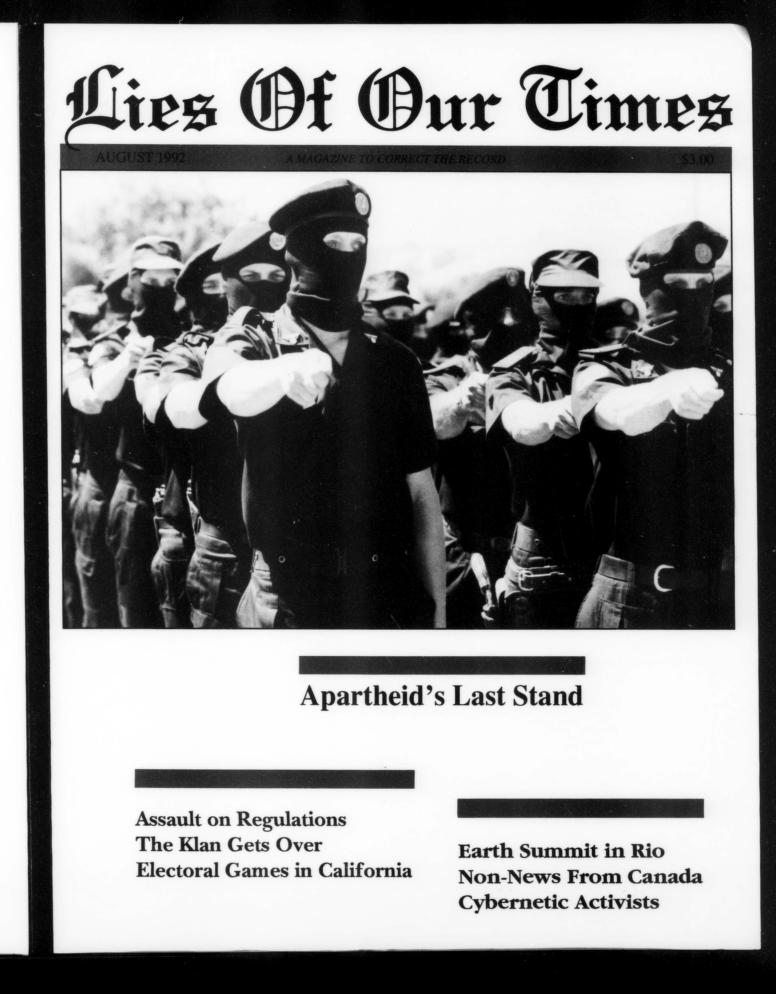 Lies Of Our Times
AUGUST 1992 A MAGAZINE TO CORRECT THE RECORD $3.00
Apartheid's Last Stand
Assault on Regulations
The Klan Gets Over
Electoral Games in California
Earth Summit in Rio
Non-News From Canada
Cybernetic Activists